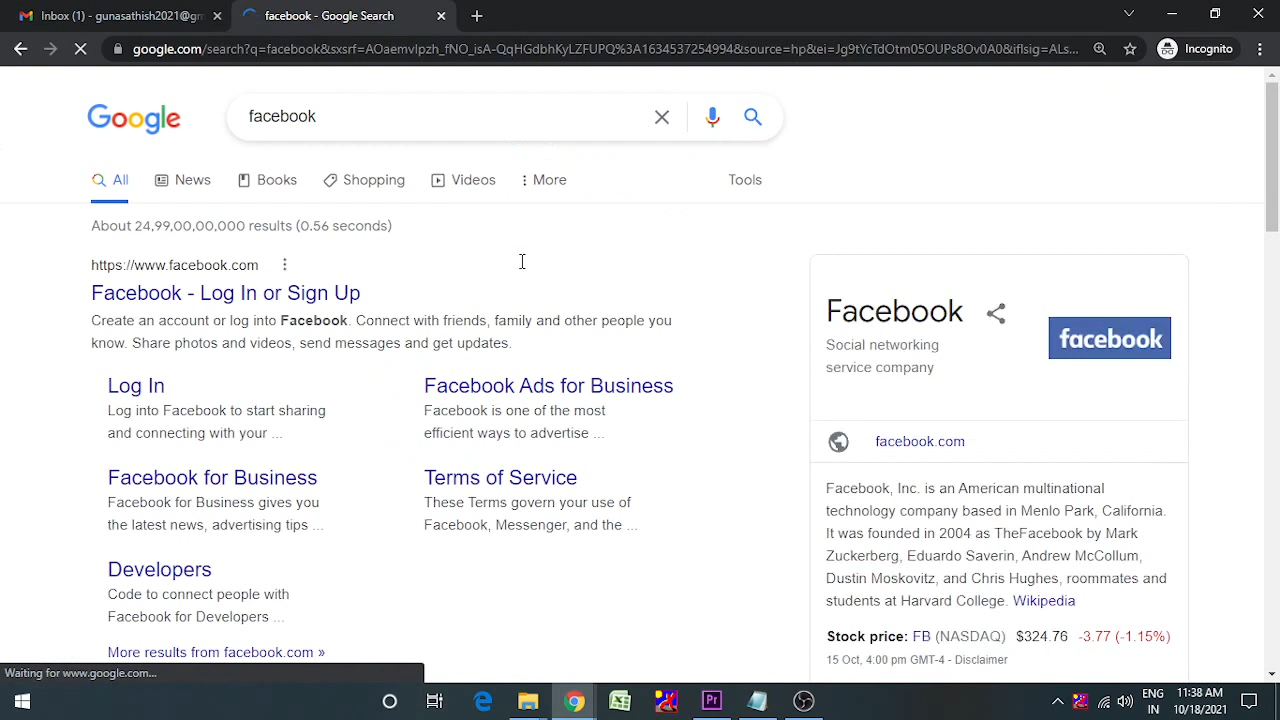 Inbox (1) - gunasathish2021@gm
facebook - Google Search
google.com/search?q=facebook&sxsrf=AOaemvIpzh_fNO_isA-QqHGdbhKyLZFUPQ%3A1634537254994&source=hp&ei=Jg9tYcTdOtm05OUPs8Ov0A0&iflsig=ALs...
Incognito
Google
facebook
All
News
Books
Shopping
Videos
More
Tools
About 24,99,00,00,000 results (0.56 seconds)
https://www.facebook.com
Facebook - Log In or Sign Up
Create an account or log into Facebook. Connect with friends, family and other people you
know. Share photos and videos, send messages and get updates.
Log In
Log into Facebook to start sharing
and connecting with your ...
Facebook Ads for Business
Facebook is one of the most
efficient ways to advertise ...
Facebook for Business
Facebook for Business gives you
the latest news, advertising tips ...
Terms of Service
These Terms govern your use of
Facebook, Messenger, and the ...
Developers
Code to connect people with
Facebook for Developers ...
More results from facebook.com »
Facebook
Social networking
service company
facebook
facebook.com
Facebook, Inc. is an American multinational
technology company based in Menlo Park, California.
It was founded in 2004 as TheFacebook by Mark
Zuckerberg, Eduardo Saverin, Andrew McCollum,
Dustin Moskovitz, and Chris Hughes, roommates and
students at Harvard College. Wikipedia
Stock price: FB (NASDAQ) $324.76 -3.77 (-1.15%)
15 Oct, 4:00 pm GMT-4 - Disclaimer
Waiting for www.google.com...
Pr
ENG
IN
11:38 AM
10/18/2021